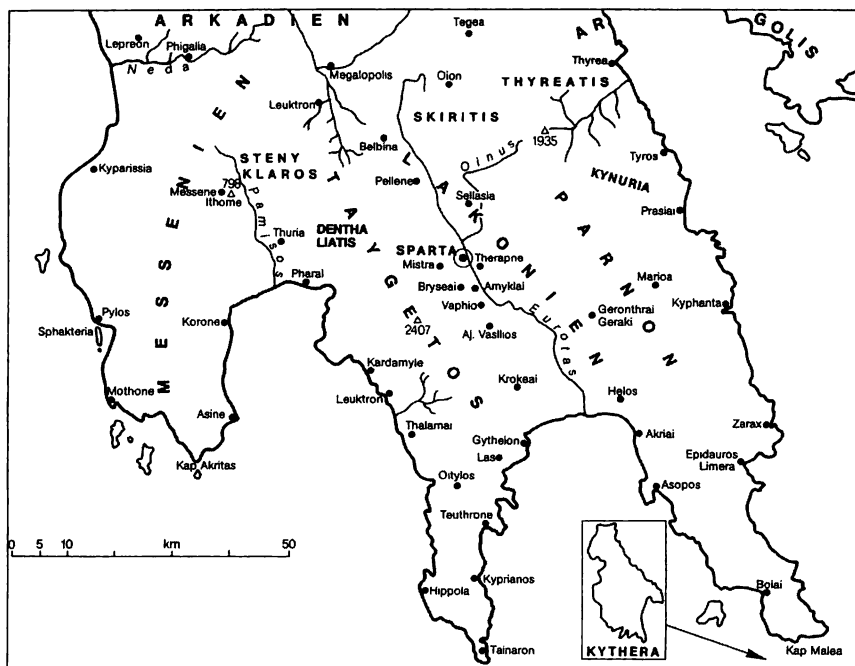 ARKADIEN
ARGOLIS
Tegea
Lepreon
Phigalia
Neda
Megalopolis
Oion
Thyrea
THYREATIS
Leuktron
SKIRITIS
1935
Belbina
Oinus
Tyros
STENY
KLAROS
Kyparissia
Pellene
KYNURIA
798
Messene
Ithome
Pamisos
Sellasia
Prasiai
MESSENIEN
TAYGETOS
LAKONIEN
PARNON
Thuria
DENTHA
LIATIS
SPARTA
Mistra
Therapne
Pharai
Bryseai
Amyklai
Marioa
Vaphio
Eurotas
Geronthrai
Geraki
Kyphanta
Pylos
Sphakteria
Korone
2407
Aj. Vasilios
Kardamyle
Leuktron
Krokeai
Helos
Mothone
Asine
Thalamai
Gytheion
Akriai
Zarax
Las
Epidauros
Limera
Kap Akritas
Oitylos
Asopos
Teuthrone
0 5 10 km 50
Kyprianos
Hippola
Boiai
Tainaron
KYTHERA
Kap Malea